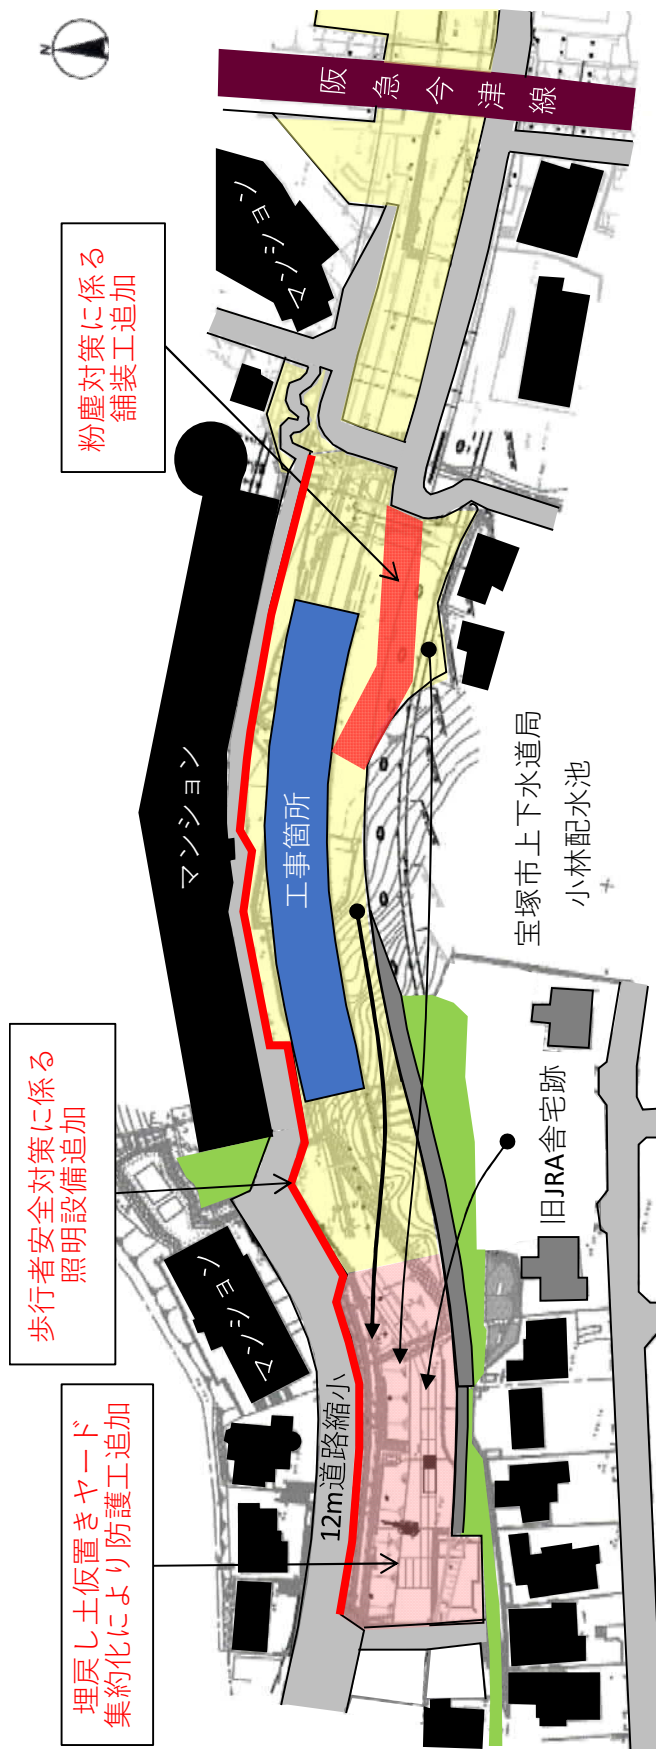 埋戻し土仮置きヤード
集約化により防護工追加
歩行者安全対策に係る
照明設備追加
粉塵対策に係る
舗装工追加
N
マンション
マンション
マンション
12m道路縮小
工事箇所
阪急今津線
旧JRA舎宅跡
宝塚市上下水道局
小林配水池